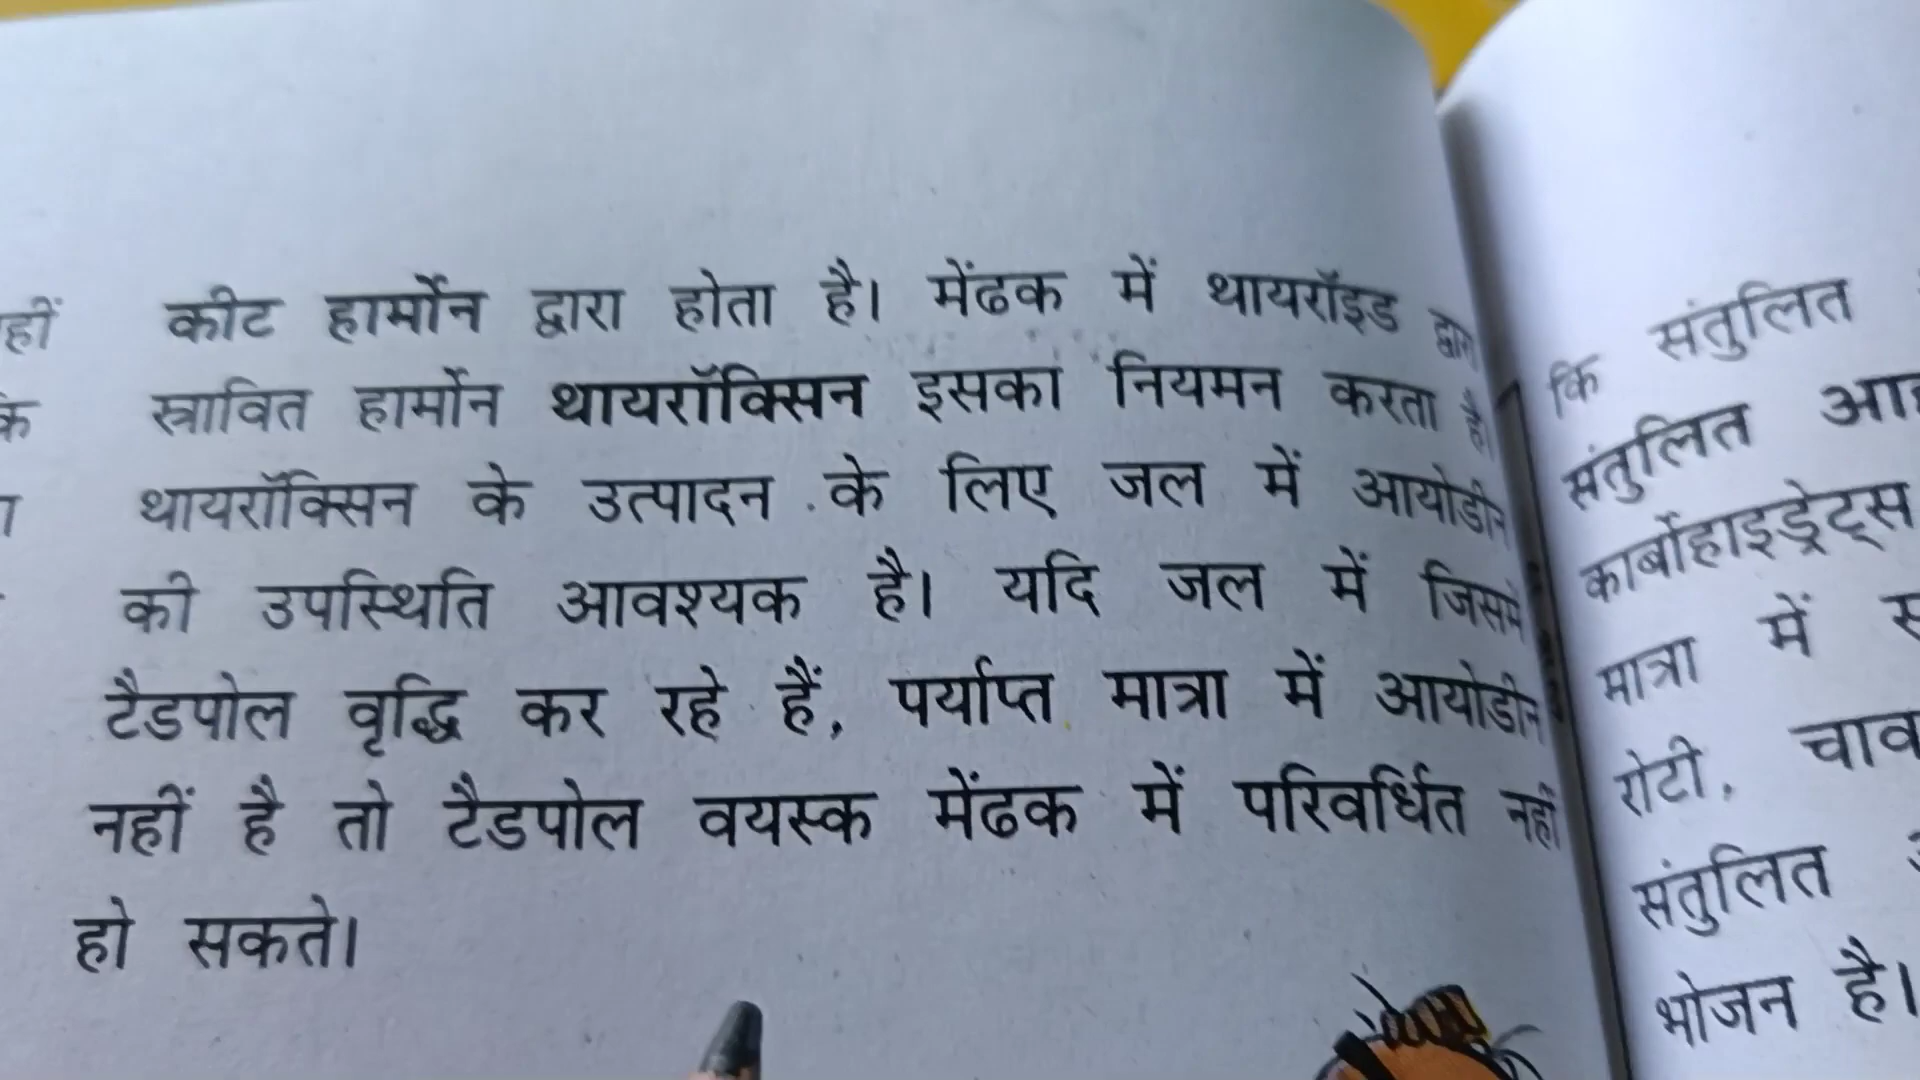 कीट हार्मोन द्वारा होता है। मेंढक में थायरॉइड द्वारा
स्त्रावित हार्मोन थायरॉक्सिन इसका नियमन करता है।
थायरॉक्सिन के उत्पादन के लिए जल में आयोडीन
की उपस्थिति आवश्यक है। यदि जल में जिसमें
टैडपोल वृद्धि कर रहे हैं, पर्याप्त मात्रा में आयोडीन
नहीं है तो टैडपोल वयस्क मेंढक में परिवर्धित नहीं
हो सकते।
कि संतुलित
संतुलित
कार्बोहाइड्रेट्स
मात्रा में
रोटी,
संतुलित
भोजन है।